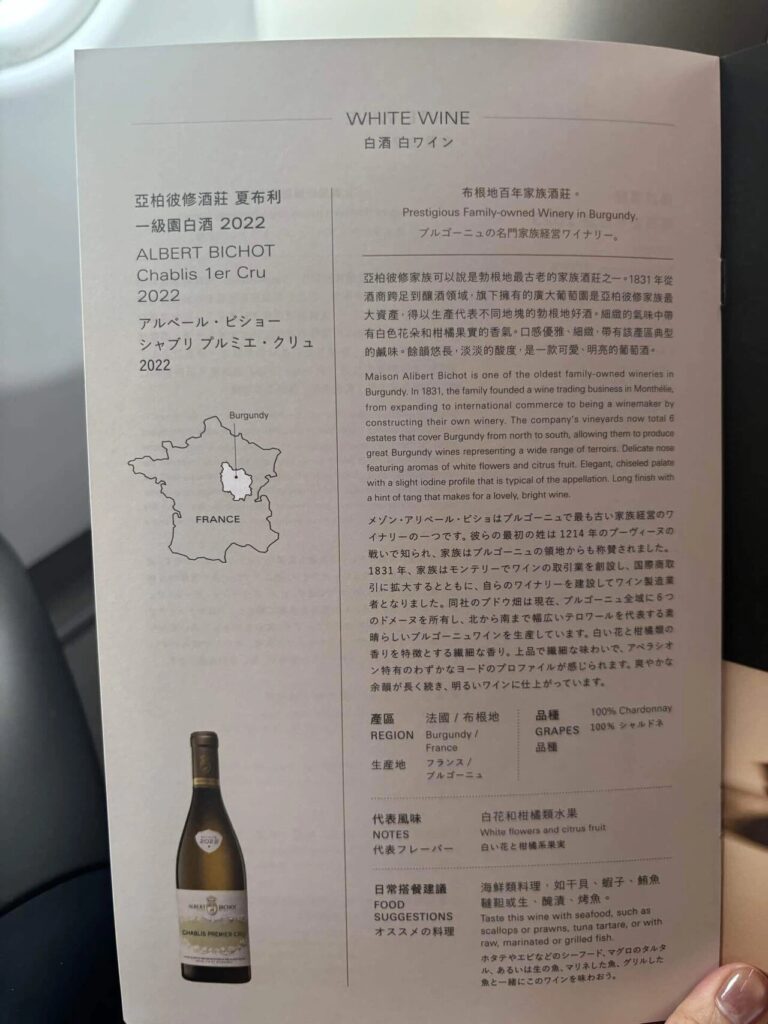 WHITE WINE
白酒 白ワイン
亞柏彼修酒莊 夏布利
一級園白酒 2022
ALBERT BICHOT
Chablis 1er Cru
2022
アルベール・ビショー
シャブリ プルミエ・クリュ
2022
Burgundy
FRANCE
ALBERT BICHOT
CHABLIS PREMIER CRU
布根地百年家族酒莊。
Prestigious Family-owned Winery in Burgundy.
ブルゴーニュの名門家族経営ワイナリー。
亞柏彼修家族可以說是勃根地最古老的家族酒莊之一。1831年從
酒商跨足到釀酒領域,旗下擁有的廣大葡萄園是亞柏彼修家族最
大資產,得以生產代表不同地塊的勃根地好酒。細緻的氣味中帶
有白色花朵和柑橘果實的香氣。口感優雅、細緻,帶有該產區典型
的鹹味。餘韻悠長,淡淡的酸度,是一款可愛、明亮的葡萄酒。
Maison Alibert Bichot is one of the oldest family-owned wineries in
Burgundy. In 1831, the family founded a wine trading business in Monthélie,
from expanding to international commerce to being a winemaker by
constructing their own winery. The company's vineyards now total 6
estates that cover Burgundy from north to south, allowing them to produce
great Burgundy wines representing a wide range of terroirs. Delicate nose
featuring aromas of white flowers and citrus fruit. Elegant, chiseled palate
with a slight iodine profile that is typical of the appellation. Long finish with
a hint of tang that makes for a lovely, bright wine.
メゾン・アリベール・ビショはブルゴーニュで最も古い家族経営のワ
イナリーの一つです。彼らの最初の姓は1214年のブーヴィーヌの
戦いで知られ、家族はブルゴーニュの領地からも称賛されました。
1831年、家族はモンテリーでワインの取引業を創設し、国際商取
引に拡大するとともに、自らのワイナリーを建設してワイン製造業
者となりました。同社のブドウ畑は現在、ブルゴーニュ全域に6つ
のドメーヌを所有し、北から南まで幅広いテロワールを代表する素
晴らしいブルゴーニュワインを生産しています。白い花と柑橘類の
香りを特徴とする繊細な香り。上品で繊細な味わいで、アペラシオ
ン特有のわずかなヨードのプロファイルが感じられます。爽やかな
余韻が長く続き、明るいワインに仕上がっています。
產區 法國 / 布根地
REGION Burgundy /
France
生産地 フランス /
ブルゴーニュ
品種 100% Chardonnay
GRAPES 100% シャルドネ
品種
代表風味 白花和柑橘類水果
NOTES White flowers and citrus fruit
代表フレーバー 白い花と柑橘系果実
日常搭餐建議 海鮮類料理,如干貝、蝦子、鮪魚
FOOD 韃靼或生、醃漬、烤魚。
SUGGESTIONS Taste this wine with seafood, such as
オススメの料理 scallops or prawns, tuna tartare, or with
raw, marinated or grilled fish.
ホタテやエビなどのシーフード、マグロのタルタ
ル、あるいは生の魚、マリネした魚、グリルした
魚と一緒にこのワインを味わおう。